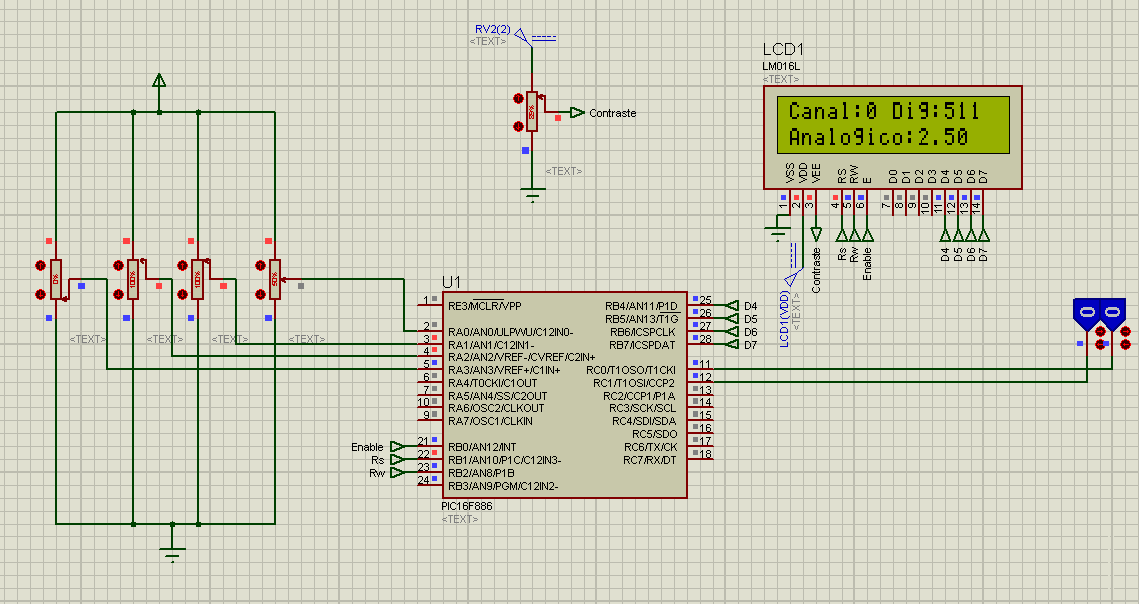 RV2(2)
<TEXT>
Contraste
<TEXT>
LCD1
LM016L
<TEXT>
Canal:0 Dig:511
Analogico:2.50
VSS VDD VEE RS RW E D0 D1 D2 D3 D4 D5 D6 D7
1 2 3 4 5 6 7 8 9 10 11 12 13 14
Contraste Rs Rw Enable D4 D5 D6 D7
LCD1(VDD)
<TEXT>
0% 100% 100% 50%
<TEXT> <TEXT> <TEXT> <TEXT>
U1
1 RE3/MCLR/VPP
2 RA0/AN0/ULPWU/C12IN0-
3 RA1/AN1/C12IN1-
4 RA2/AN2/VREF-/CVREF/C2IN+
5 RA3/AN3/VREF+/C1IN+
6 RA4/T0CKI/C1OUT
7 RA5/AN4/SS/C2OUT
10 RA6/OSC2/CLKOUT
9 RA7/OSC1/CLKIN
Enable 21 RB0/AN12/INT
Rs 22 RB1/AN10/P1C/C12IN3-
Rw 23 RB2/AN8/P1B
24 RB3/AN9/PGM/C12IN2-
RB4/AN11/P1D 25 D4
RB5/AN13/T1G 26 D5
RB6/ICSPCLK 27 D6
RB7/ICSPDAT 28 D7
RC0/T1OSO/T1CKI 11
RC1/T1OSI/CCP2 12
RC2/CCP1/P1A 13
RC3/SCK/SCL 14
RC4/SDI/SDA 15
RC5/SDO 16
RC6/TX/CK 17
RC7/RX/DT 18
PIC16F886
<TEXT>
0 0